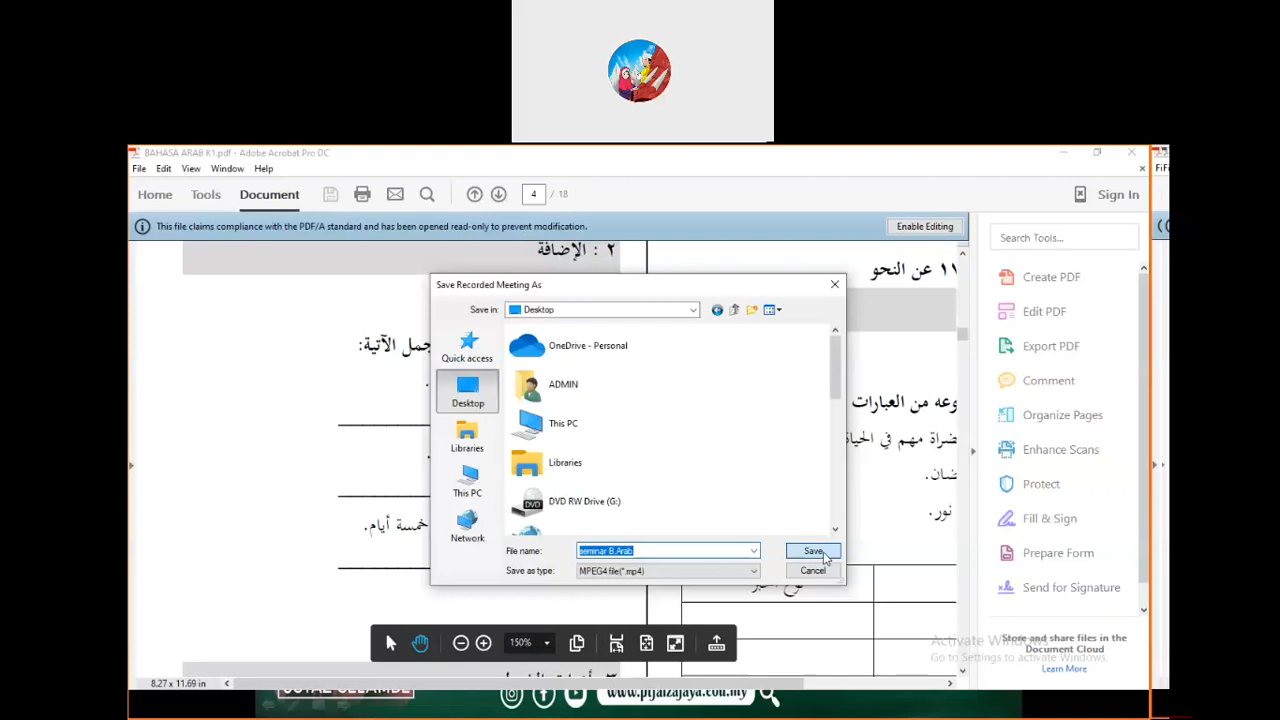 BAHASA ARAB K1.pdf - Adobe Acrobat Pro DC
File Edit View Window Help
Home Tools Document 4 / 18 Sign In
This file claims compliance with the PDF/A standard and has been opened read-only to prevent modification. Enable Editing
٢ : الإضافة
عن النحو
Save Recorded Meeting As
Save in: Desktop
Quick access
Desktop
Libraries
This PC
Network
OneDrive - Personal
ADMIN
This PC
Libraries
DVD RW Drive (G:)
File name: seminar B.Arab Save
Save as type: MPEG4 file(*.mp4) Cancel
الآتية:
من العبارات
مهم في الحياة
نور.
خمسة أيام.
150%
8.27 x 11.69 in
Search Tools...
Create PDF
Edit PDF
Export PDF
Comment
Organize Pages
Enhance Scans
Protect
Fill & Sign
Prepare Form
Send for Signature
Store and share files in the
Document Cloud
Learn More
Activate Windows
Go to Settings to activate Windows.
www.ptjaizajaya.com.my